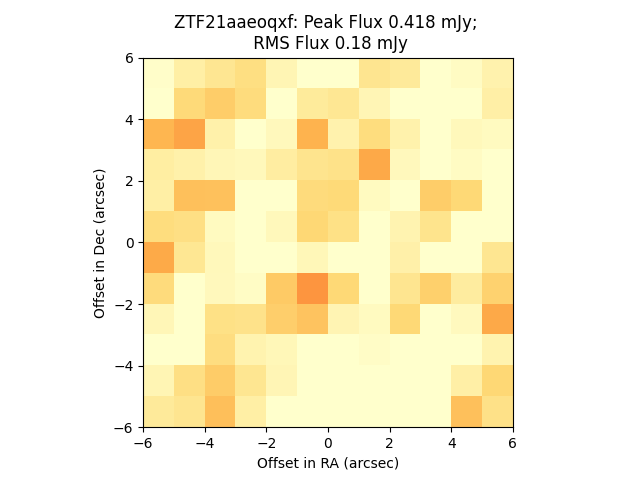 ZTF21aaeoqxf: Peak Flux 0.418 mJy;
RMS Flux 0.18 mJy
6
4
2
0
−2
−4
−6
Offset in Dec (arcsec)
−6 −4 −2 0 2 4 6
Offset in RA (arcsec)